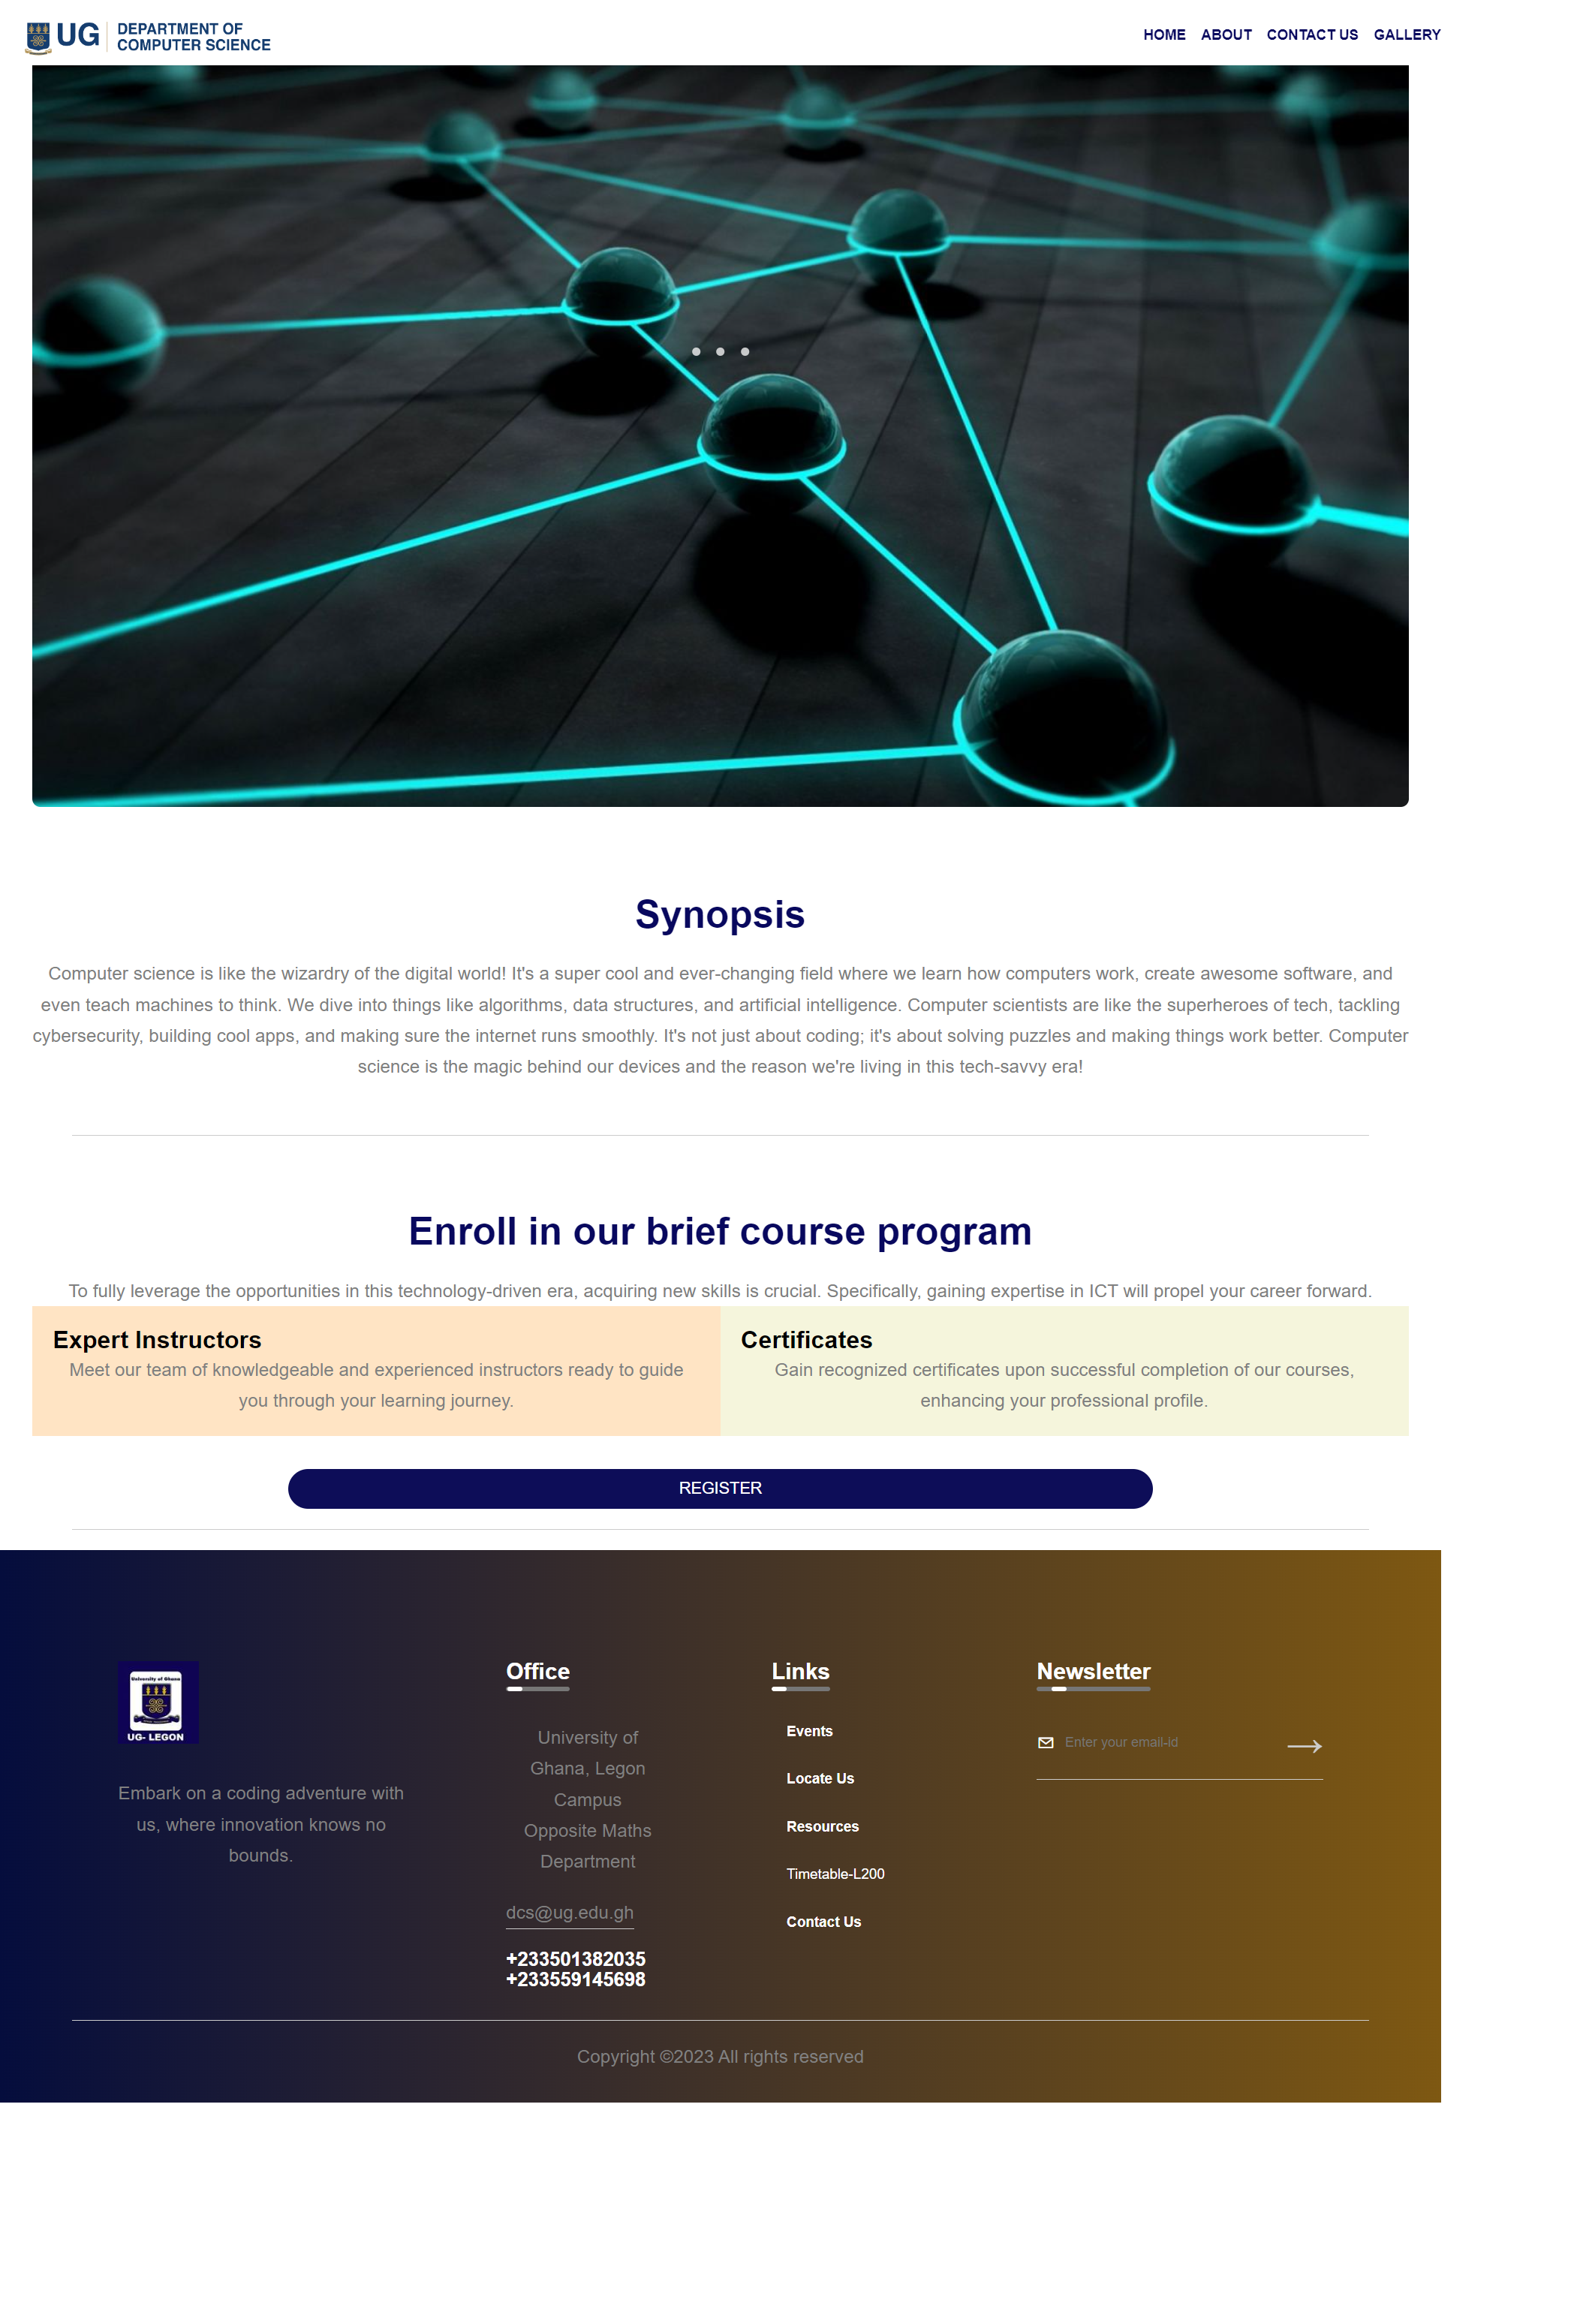 UG DEPARTMENT OF
COMPUTER SCIENCE
HOME ABOUT CONTACT US GALLERY
Synopsis
Computer science is like the wizardry of the digital world! It's a super cool and ever-changing field where we learn how computers work, create awesome software, and
even teach machines to think. We dive into things like algorithms, data structures, and artificial intelligence. Computer scientists are like the superheroes of tech, tackling
cybersecurity, building cool apps, and making sure the internet runs smoothly. It's not just about coding; it's about solving puzzles and making things work better. Computer
science is the magic behind our devices and the reason we're living in this tech-savvy era!
Enroll in our brief course program
To fully leverage the opportunities in this technology-driven era, acquiring new skills is crucial. Specifically, gaining expertise in ICT will propel your career forward.
Expert Instructors
Meet our team of knowledgeable and experienced instructors ready to guide
you through your learning journey.
Certificates
Gain recognized certificates upon successful completion of our courses,
enhancing your professional profile.
REGISTER
University of Ghana
UG- LEGON
Embark on a coding adventure with
us, where innovation knows no
bounds.
Office
University of
Ghana, Legon
Campus
Opposite Maths
Department
dcs@ug.edu.gh
+233501382035
+233559145698
Links
Events
Locate Us
Resources
Timetable-L200
Contact Us
Newsletter
Enter your email-id
Copyright ©2023 All rights reserved